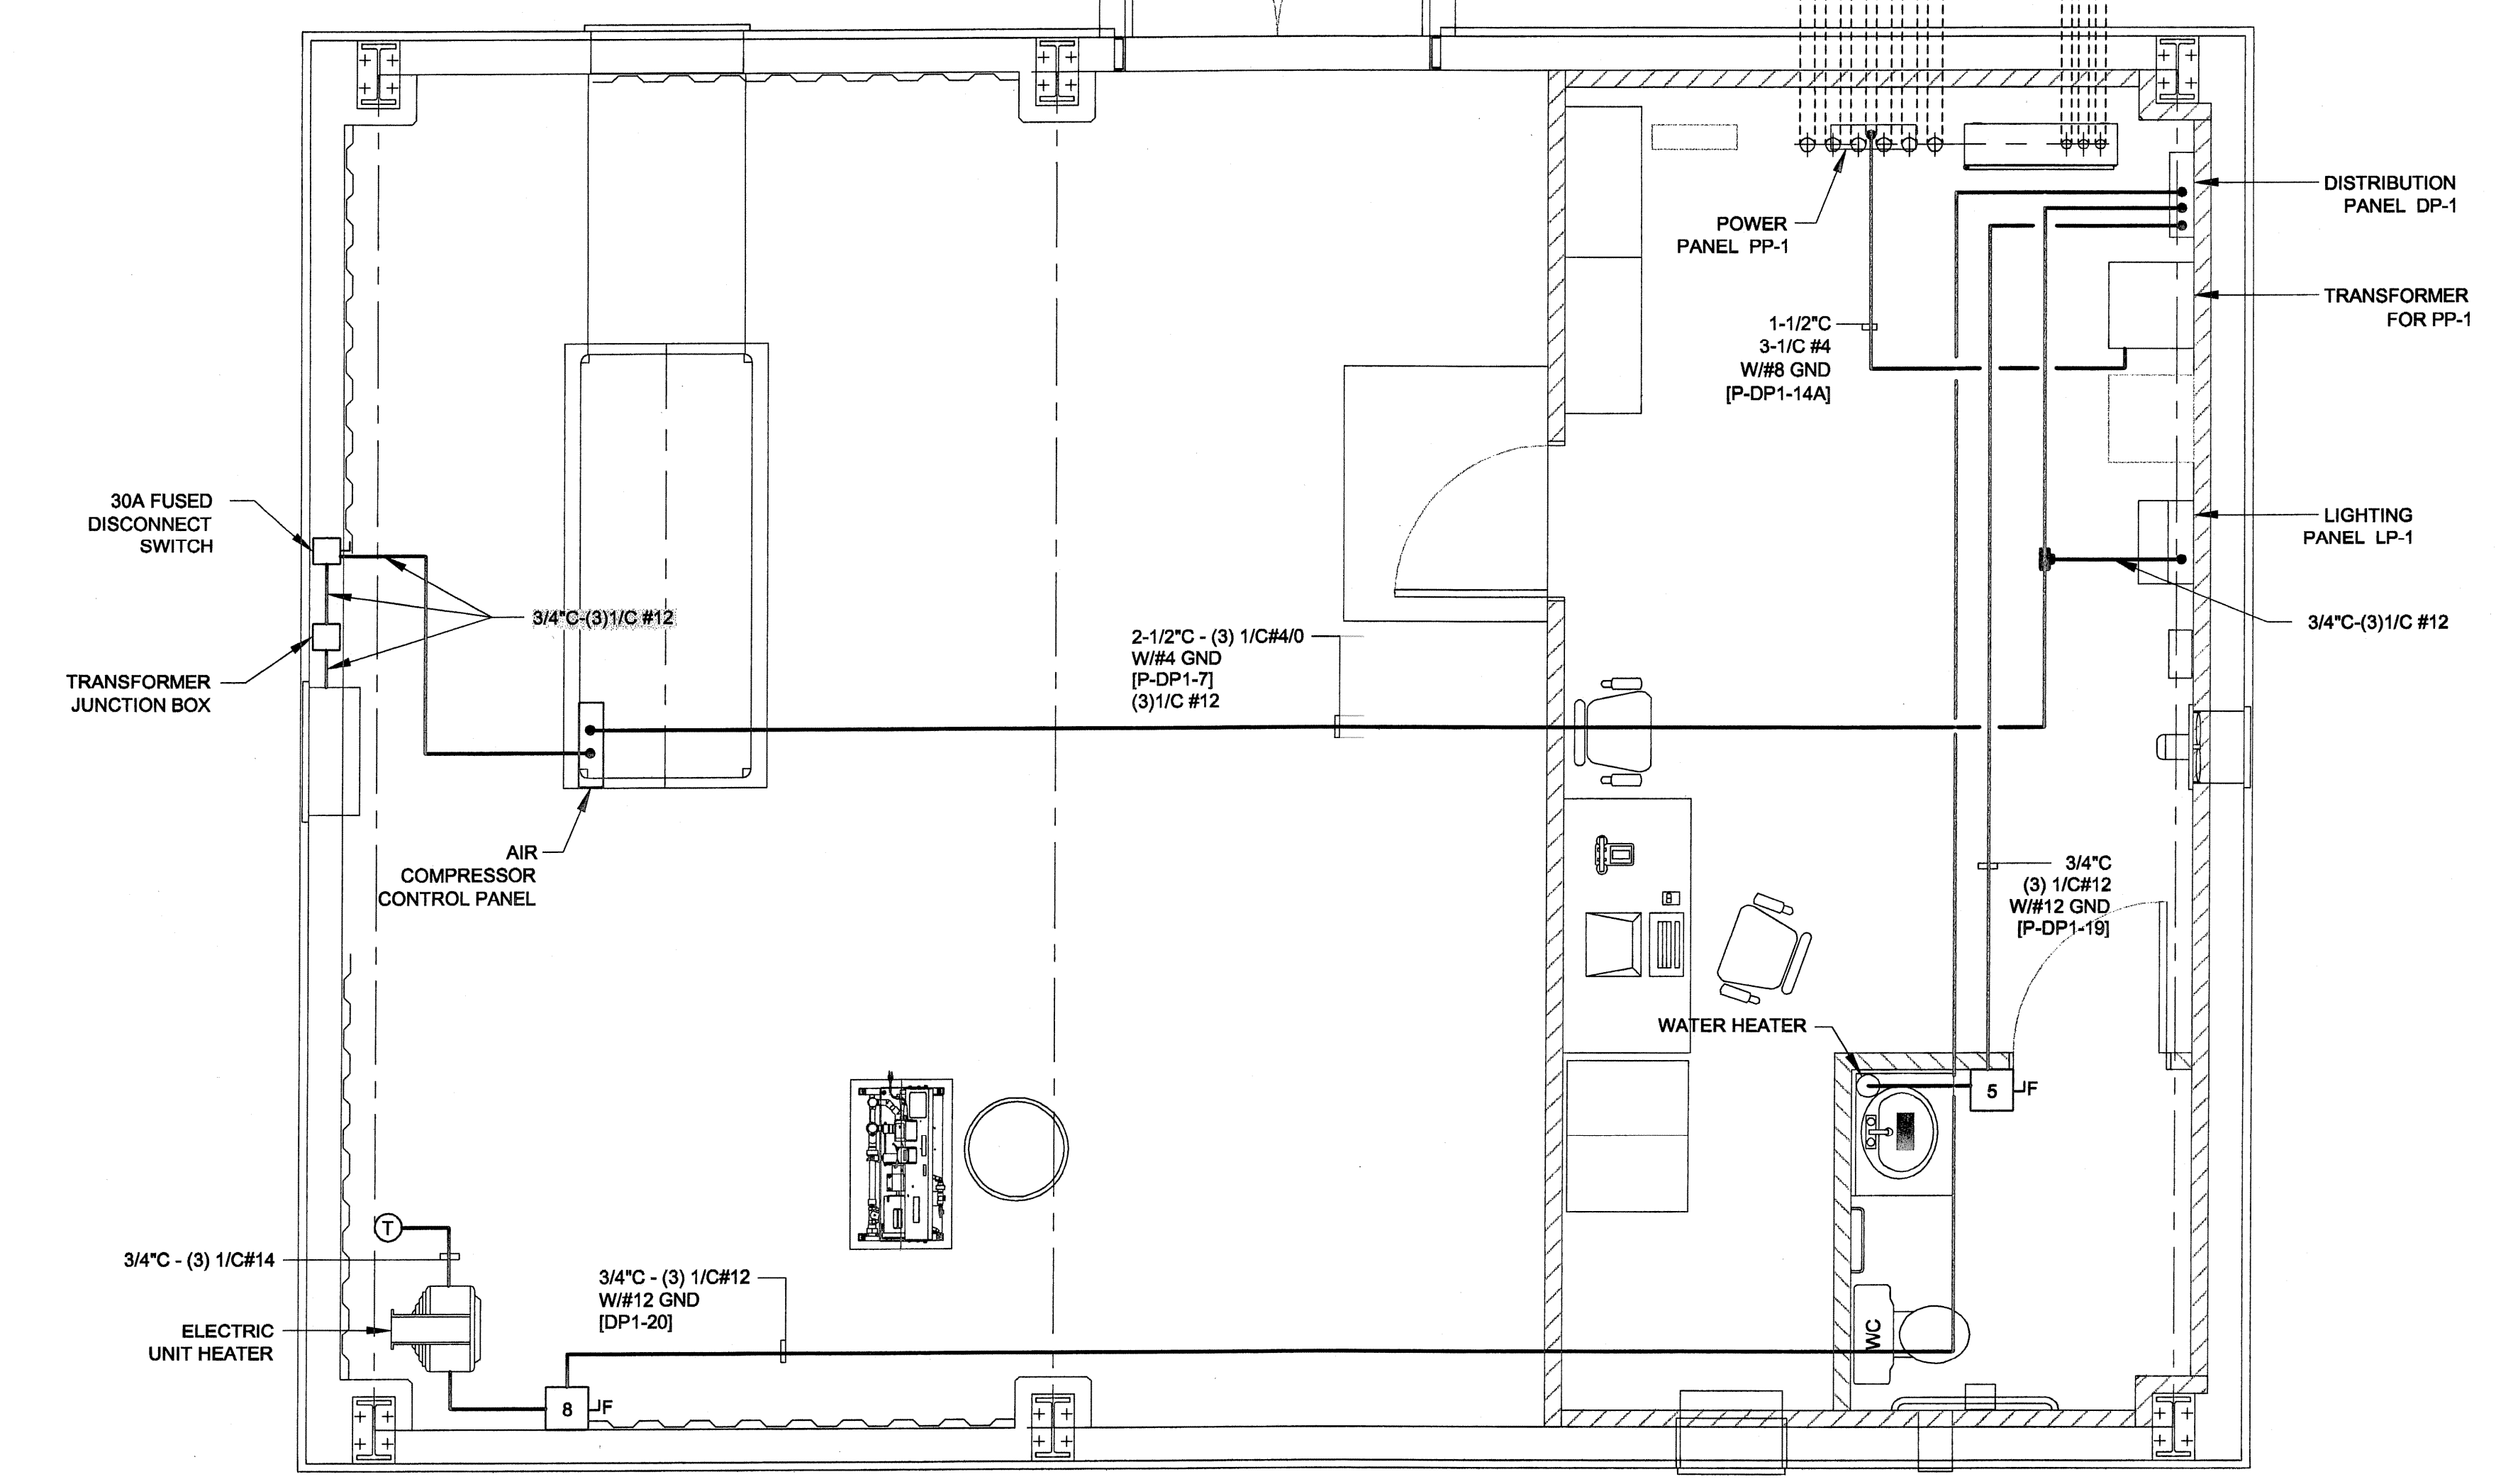 DISTRIBUTION
PANEL DP-1
POWER
PANEL PP-1
TRANSFORMER
FOR PP-1
1-1/2"C
3-1/C #4
W/#8 GND
[P-DP1-14A]
30A FUSED
DISCONNECT
SWITCH
LIGHTING
PANEL LP-1
3/4"C-(3)1/C #12
3/4"C-(3)1/C #12
2-1/2"C - (3) 1/C#4/0
W/#4 GND
[P-DP1-7]
(3)1/C #12
TRANSFORMER
JUNCTION BOX
AIR
COMPRESSOR
CONTROL PANEL
3/4"C
(3) 1/C#12
W/#12 GND
[P-DP1-19]
WATER HEATER
5
F
T
3/4"C - (3) 1/C#14
3/4"C - (3) 1/C#12
W/#12 GND
[DP1-20]
ELECTRIC
UNIT HEATER
WC
8
F